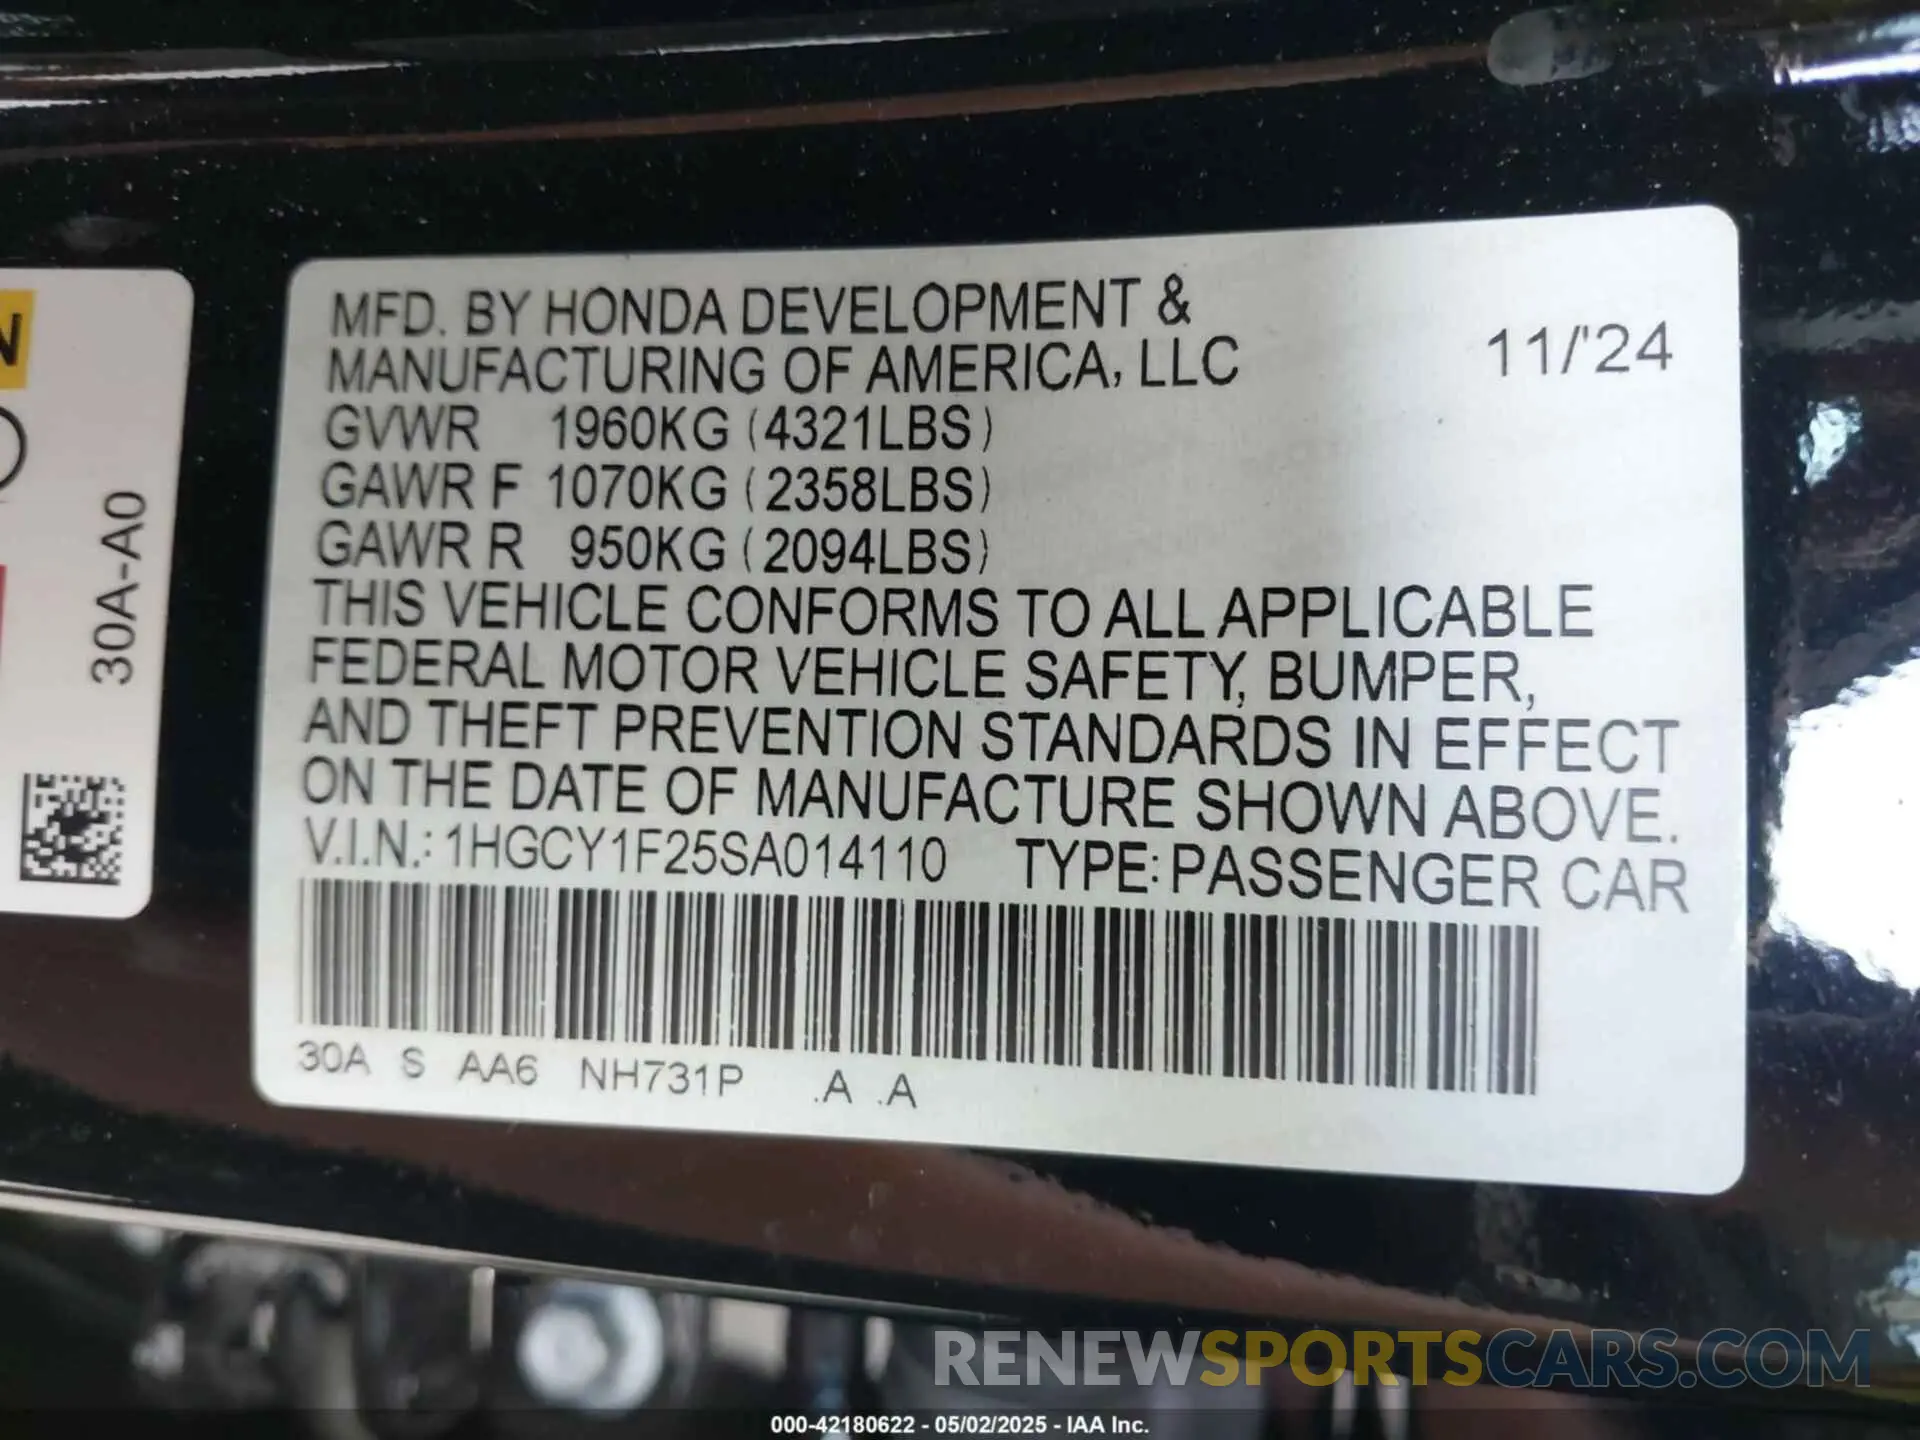 MFD. BY HONDA DEVELOPMENT &
MANUFACTURING OF AMERICA, LLC
11/'24
GVWR 1960KG (4321LBS)
GAWR F 1070KG (2358LBS)
GAWR R 950KG (2094LBS)
THIS VEHICLE CONFORMS TO ALL APPLICABLE
FEDERAL MOTOR VEHICLE SAFETY, BUMPER,
AND THEFT PREVENTION STANDARDS IN EFFECT
ON THE DATE OF MANUFACTURE SHOWN ABOVE.
V.I.N.: 1HGCY1F25SA014110 TYPE: PASSENGER CAR
30A S AA6 NH731P .A .A
N
30A-A0
RENEWSPORTSCARS.COM
000-42180622 - 05/02/2025 - IAA Inc.